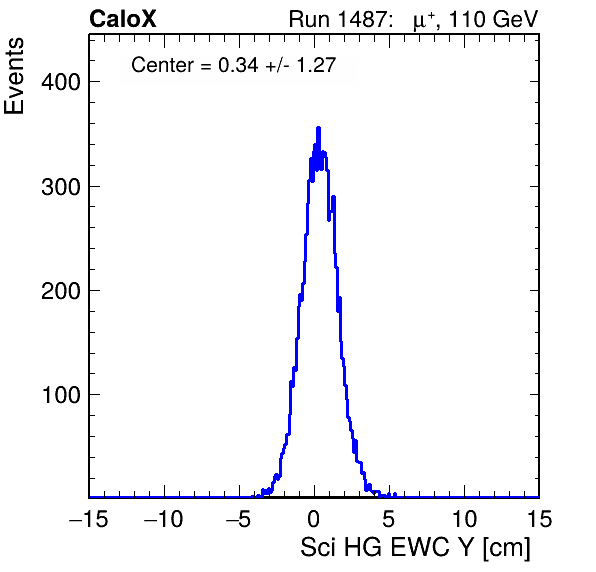 CaloX Run 1487: μ⁺, 110 GeV
Center = 0.34 +/- 1.27
Events
400
300
200
100
−15 −10 −5 0 5 10 15
Sci HG EWC Y [cm]